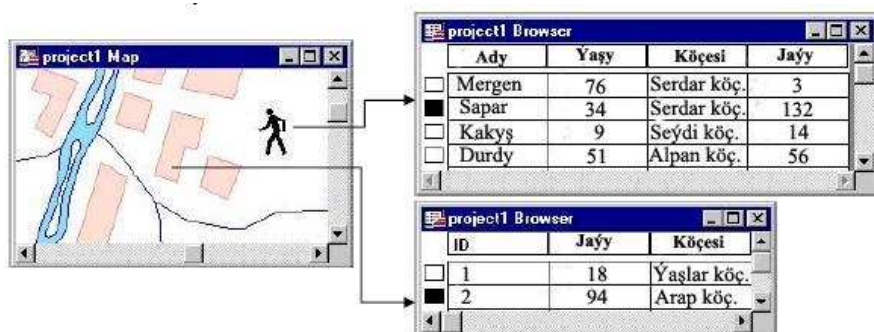 project1 Map
project1 Browser
Ady Ýaşy Köçesi Jaýy
Mergen 76 Serdar köç. 3
Sapar 34 Serdar köç. 132
Kakyş 9 Seýdi köç. 14
Durdy 51 Alpan köç. 56
project1 Browser
ID Jaýy Köçesi
1 18 Ýaşlar köç.
2 94 Arap köç.